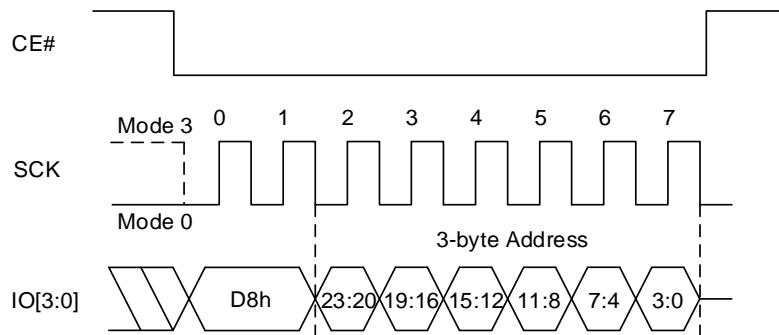 CE#
Mode 3 0 1 2 3 4 5 6 7
SCK
Mode 0
3-byte Address
IO[3:0] D8h 23:20 19:16 15:12 11:8 7:4 3:0